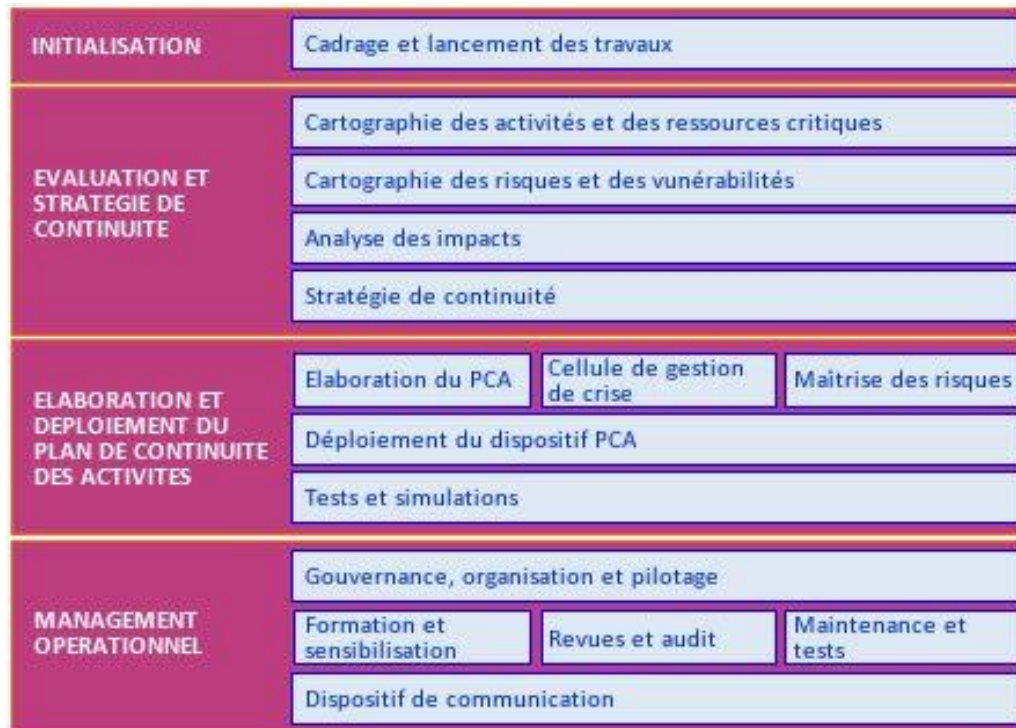 INITIALISATION
Cadrage et lancement des travaux
EVALUATION ET
STRATEGIE DE
CONTINUITE
Cartographie des activités et des ressources critiques
Cartographie des risques et des vunérabilités
Analyse des impacts
Stratégie de continuité
ELABORATION ET
DEPLOIEMENT DU
PLAN DE CONTINUITE
DES ACTIVITES
Elaboration du PCA
Cellule de gestion
de crise
Maîtrise des risques
Déploiement du dispositif PCA
Tests et simulations
MANAGEMENT
OPERATIONNEL
Gouvernance, organisation et pilotage
Formation et
sensibilisation
Revues et audit
Maintenance et
tests
Dispositif de communication